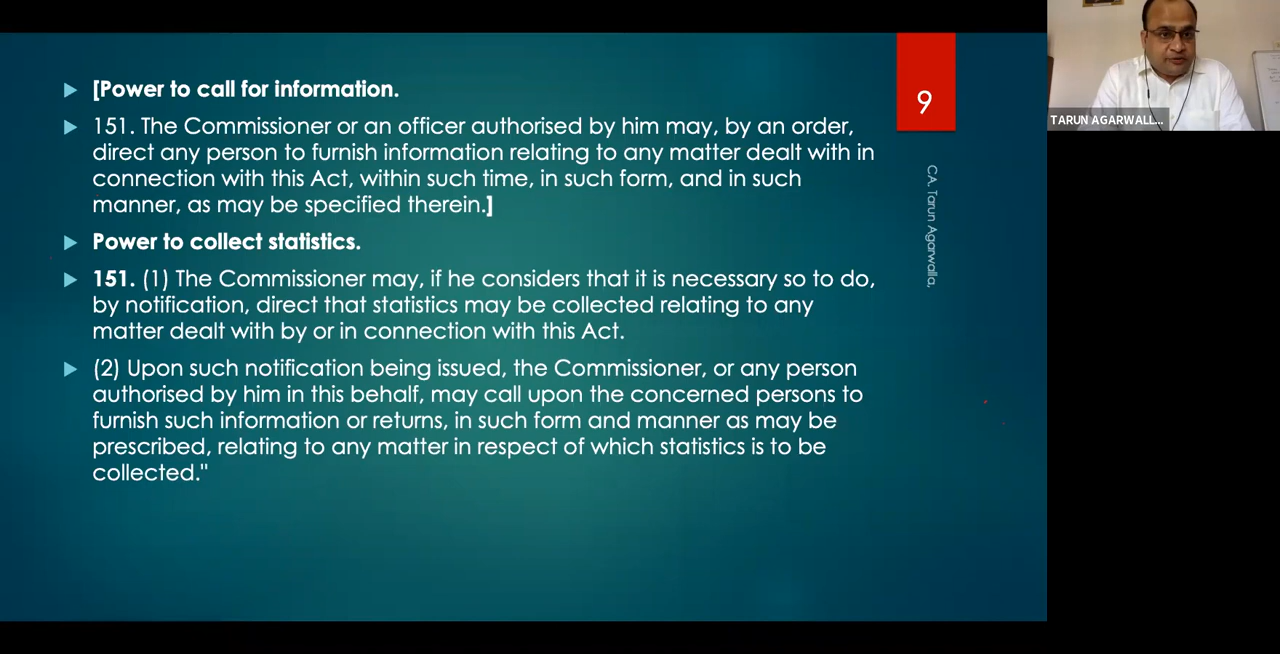 [Power to call for information.
151. The Commissioner or an officer authorised by him may, by an order,
direct any person to furnish information relating to any matter dealt with in
connection with this Act, within such time, in such form, and in such
manner, as may be specified therein.]
Power to collect statistics.
151. (1) The Commissioner may, if he considers that it is necessary so to do,
by notification, direct that statistics may be collected relating to any
matter dealt with by or in connection with this Act.
(2) Upon such notification being issued, the Commissioner, or any person
authorised by him in this behalf, may call upon the concerned persons to
furnish such information or returns, in such form and manner as may be
prescribed, relating to any matter in respect of which statistics is to be
collected."
9
CA. Tarun Agarwalla,
TARUN AGARWALL...